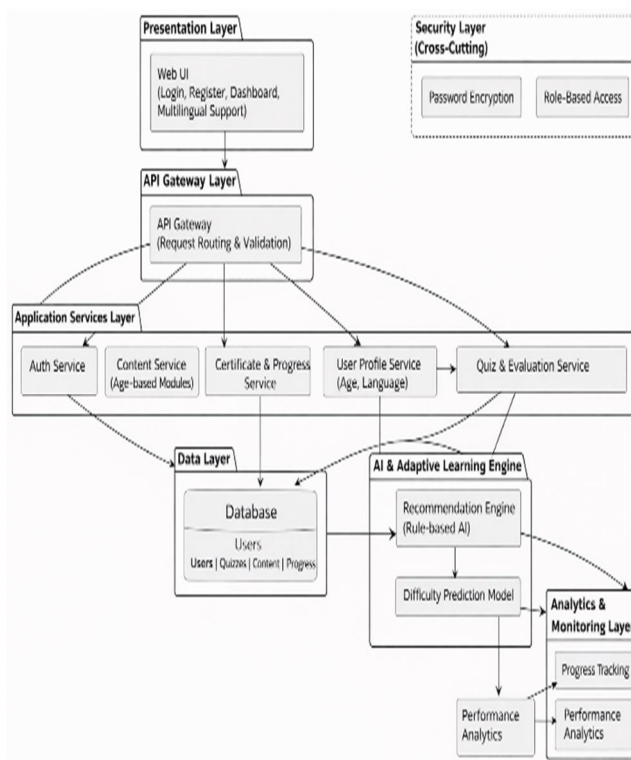 Presentation Layer
Web UI
(Login, Register, Dashboard,
Multilingual Support)
Security Layer
(Cross-Cutting)
Password Encryption
Role-Based Access
API Gateway Layer
API Gateway
(Request Routing & Validation)
Application Services Layer
Auth Service
Content Service
(Age-based Modules)
Certificate & Progress
Service
User Profile Service
(Age, Language)
Quiz & Evaluation Service
Data Layer
Database
Users
Users | Quizzes | Content | Progress
AI & Adaptive Learning Engine
Recommendation Engine
(Rule-based AI)
Difficulty Prediction Model
Analytics &
Monitoring Laye
Progress Tracking
Performance
Analytics
Performance
Analytics